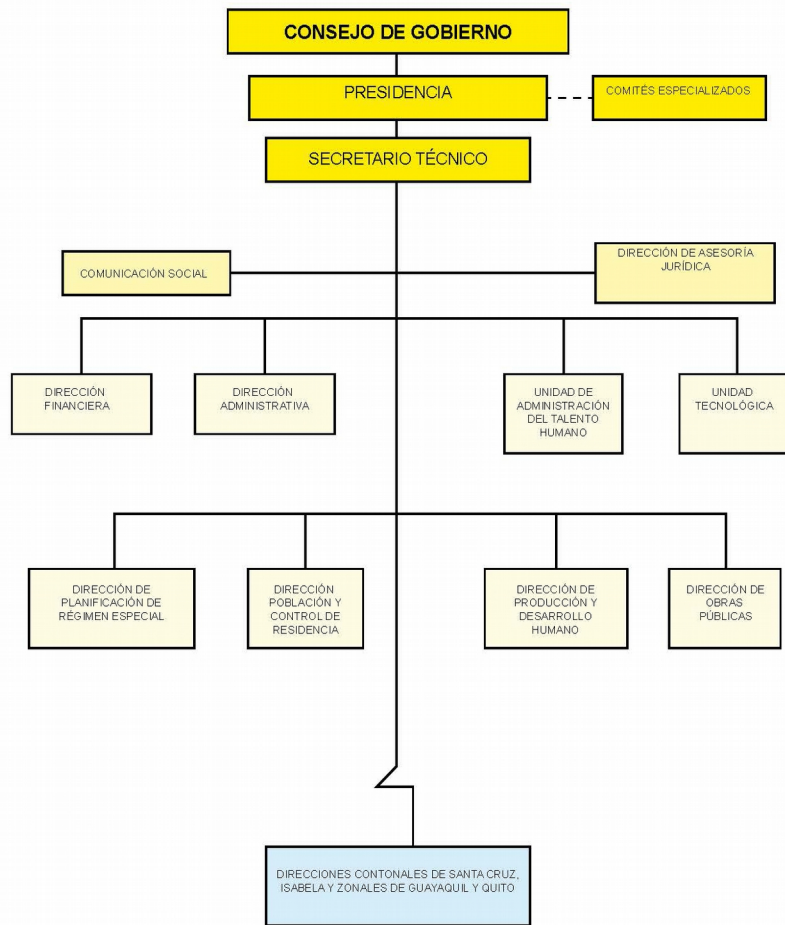 CONSEJO DE GOBIERNO
PRESIDENCIA
COMITÉS ESPECIALIZADOS
SECRETARIO TÉCNICO
COMUNICACIÓN SOCIAL
DIRECCIÓN DE ASESORÍA
JURÍDICA
DIRECCIÓN
FINANCIERA
DIRECCIÓN
ADMINISTRATIVA
UNIDAD DE
ADMINISTRACIÓN
DEL TALENTO
HUMANO
UNIDAD
TECNOLÓGICA
DIRECCIÓN DE
PLANIFICACIÓN DE
RÉGIMEN ESPECIAL
DIRECCIÓN
POBLACIÓN Y
CONTROL DE
RESIDENCIA
DIRECCIÓN DE
PRODUCCIÓN Y
DESARROLLO
HUMANO
DIRECCIÓN DE
OBRAS
PÚBLICAS
DIRECCIONES CONTONALES DE SANTA CRUZ,
ISABELA Y ZONALES DE GUAYAQUIL Y QUITO